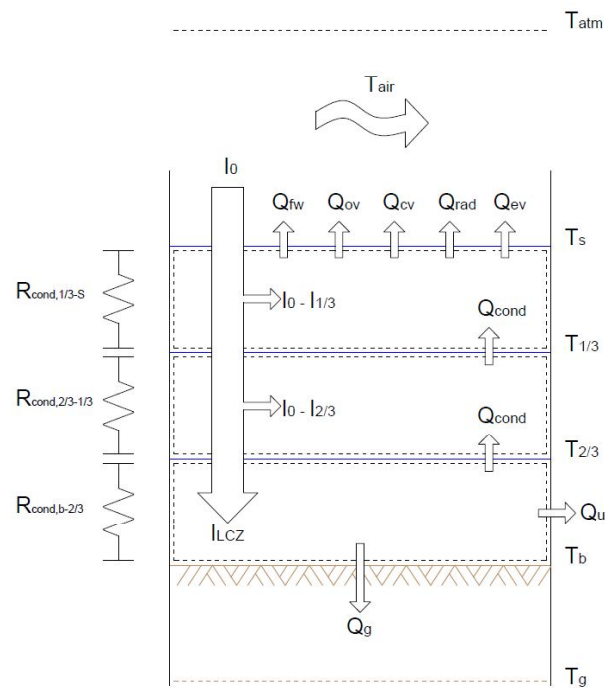 Tatm
Tair
I0
Qfw Qov Qcv Qrad Qev
Ts
Rcond,1/3-S
I0 - I1/3
Qcond
T1/3
Rcond,2/3-1/3
I0 - I2/3
Qcond
T2/3
Rcond,b-2/3
ILCZ
Qu
Tb
Qg
Tg